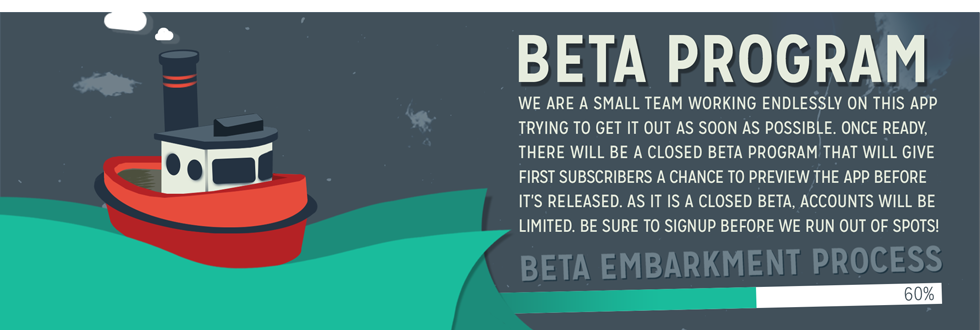 BETA PROGRAM
WE ARE A SMALL TEAM WORKING ENDLESSLY ON THIS APP
TRYING TO GET IT OUT AS SOON AS POSSIBLE. ONCE READY,
THERE WILL BE A CLOSED BETA PROGRAM THAT WILL GIVE
FIRST SUBSCRIBERS A CHANCE TO PREVIEW THE APP BEFORE
IT'S RELEASED. AS IT IS A CLOSED BETA, ACCOUNTS WILL BE
LIMITED. BE SURE TO SIGNUP BEFORE WE RUN OUT OF SPOTS!
BETA EMBARKMENT PROCESS
60%